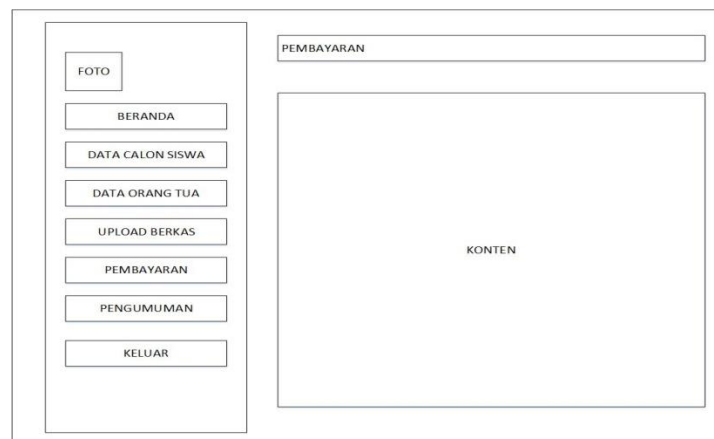 FOTO
BERANDA
DATA CALON SISWA
DATA ORANG TUA
UPLOAD BERKAS
PEMBAYARAN
PENGUMUMAN
KELUAR
PEMBAYARAN
KONTEN